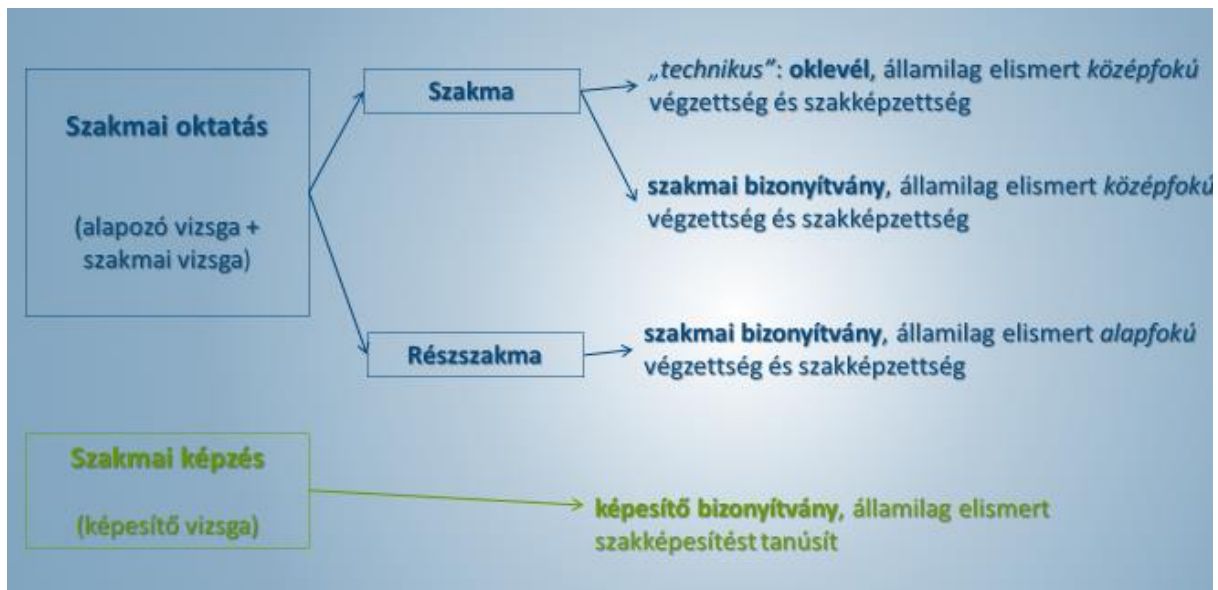 Szakmai oktatás
(alapozó vizsga +
szakmai vizsga)
Szakma
„technikus”: oklevél, államilag elismert középfokú
végzettség és szakképzettség
szakmai bizonyítvány, államilag elismert középfokú
végzettség és szakképzettség
Részszakma
szakmai bizonyítvány, államilag elismert alapfokú
végzettség és szakképzettség
Szakmai képzés
(képesítő vizsga)
képesítő bizonyítvány, államilag elismert
szakképesítést tanúsít